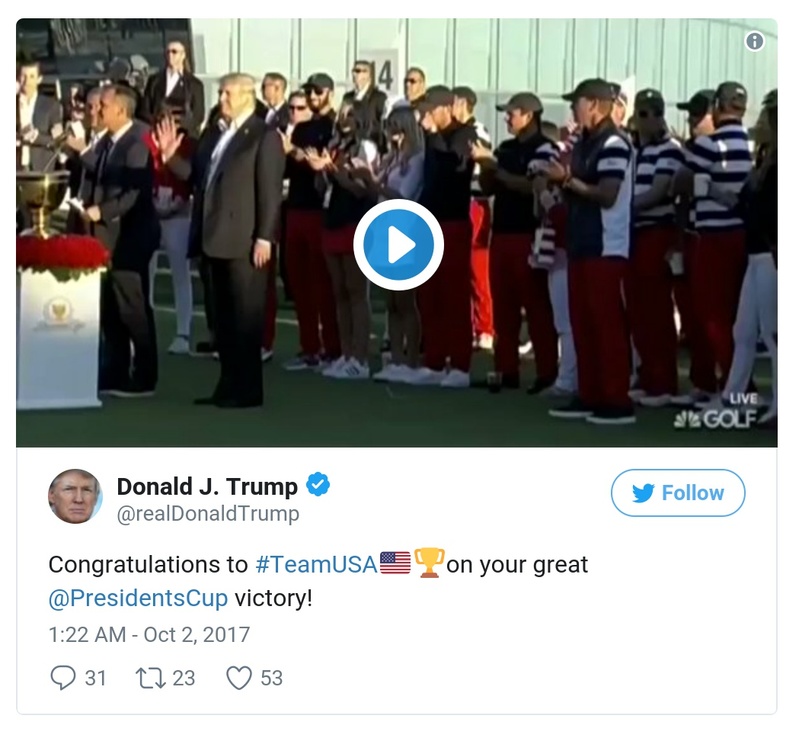 14
LIVE
GOLF
Donald J. Trump
@realDonaldTrump
Follow
Congratulations to #TeamUSA🇺🇸🏆on your great
@PresidentsCup victory!
1:22 AM - Oct 2, 2017
31 23 53